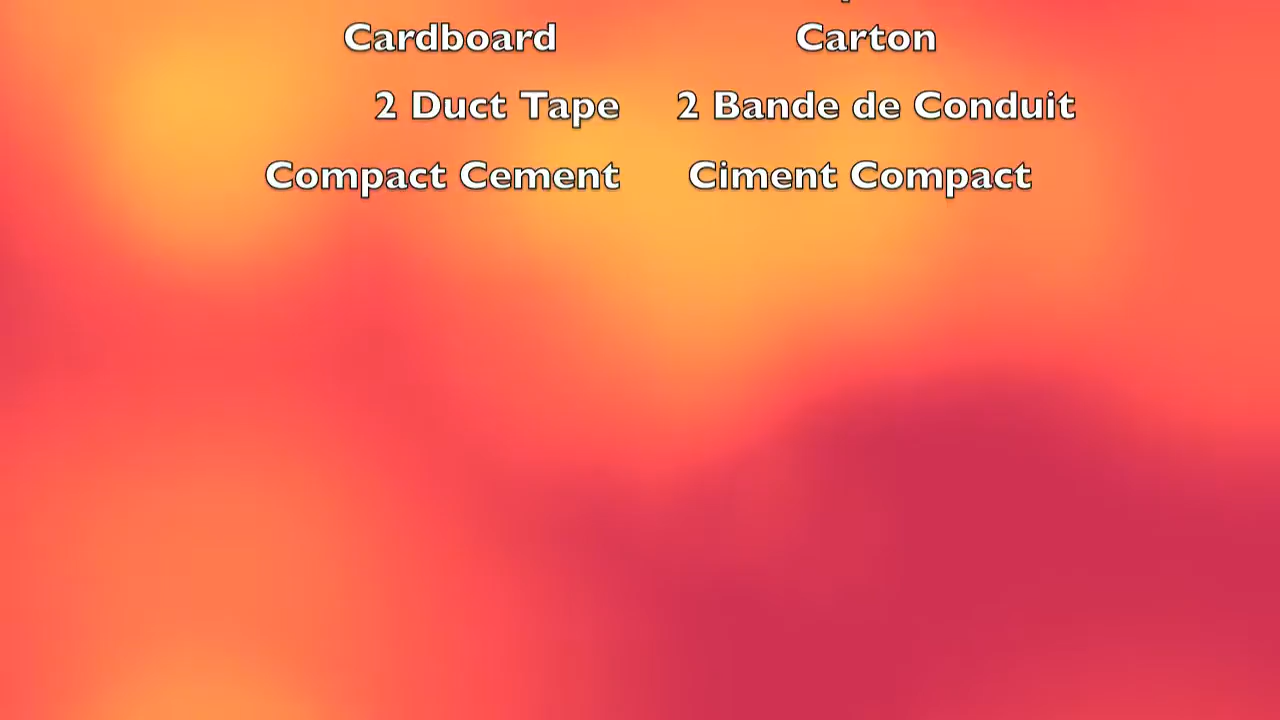 Cardboard Carton
2 Duct Tape 2 Bande de Conduit
Compact Cement Ciment Compact